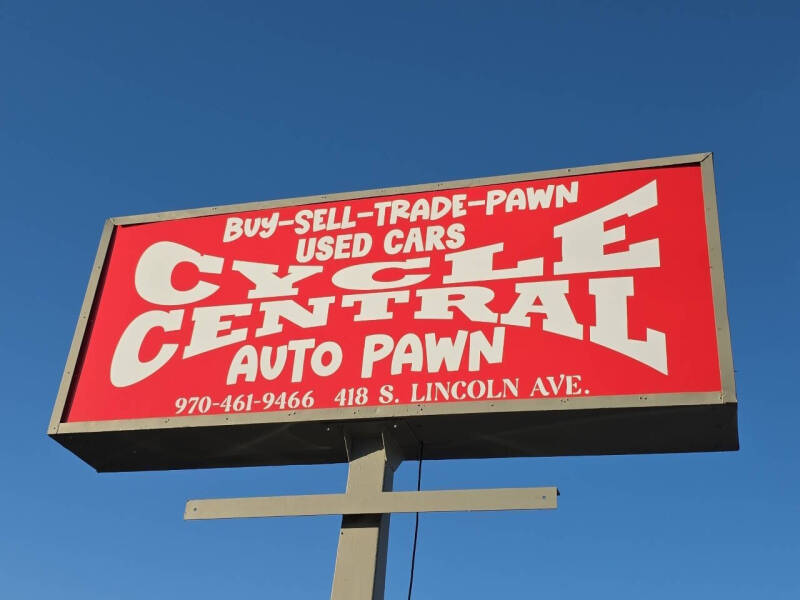 BUY-SELL-TRADE-PAWN
USED CARS
CYCLE
CENTRAL
AUTO PAWN
970-461-9466 418 S. LINCOLN AVE.